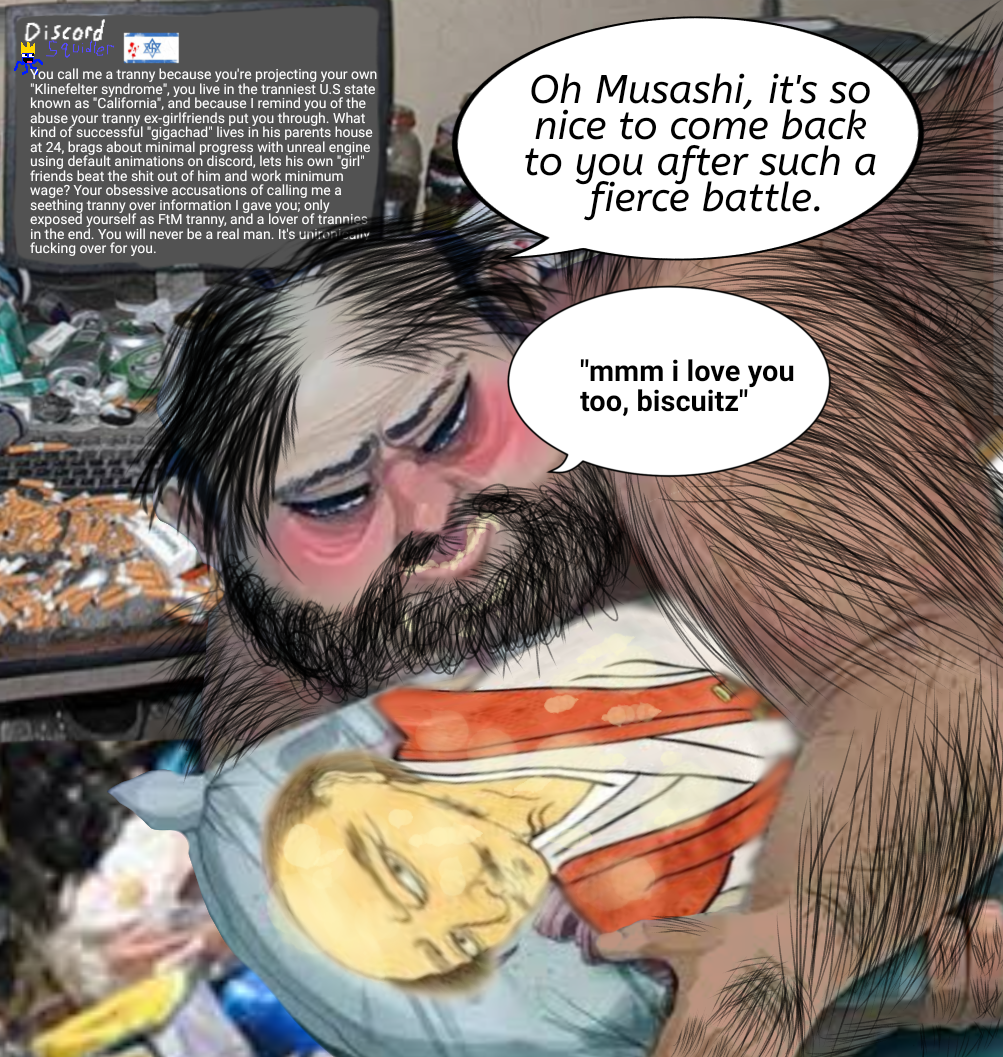 Discord
Squidler
You call me a tranny because you're projecting your own
"Klinefelter syndrome", you live in the tranniest U.S state
known as "California", and because I remind you of the
abuse your tranny ex-girlfriends put you through. What
kind of successful "gigachad" lives in his parents house
at 24, brags about minimal progress with unreal engine
using default animations on discord, lets his own "girl"
friends beat the shit out of him and work minimum
wage? Your obsessive accusations of calling me a
seething tranny over information I gave you; only
exposed yourself as FtM tranny, and a lover of trannies
in the end. You will never be a real man. It's unironically
fucking over for you.
Oh Musashi, it's so
nice to come back
to you after such a
fierce battle.
"mmm i love you
too, biscuitz"